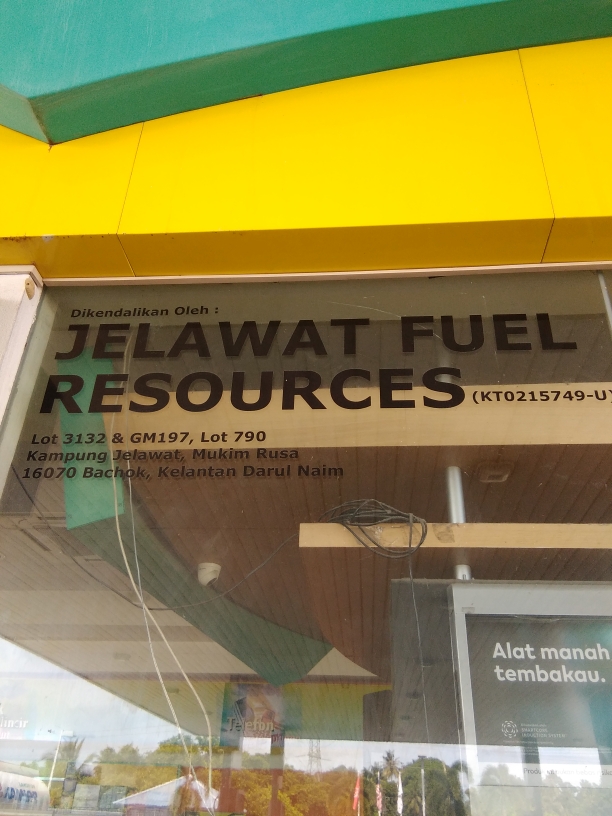 Dikendalikan Oleh :
JELAWAT FUEL
RESOURCES (KT0215749-U)
Lot 3132 & GM197, Lot 790
Kampung Jelawat, Mukim Rusa
16070 Bachok, Kelantan Darul Naim
Alat manah
tembakau.
Telefon